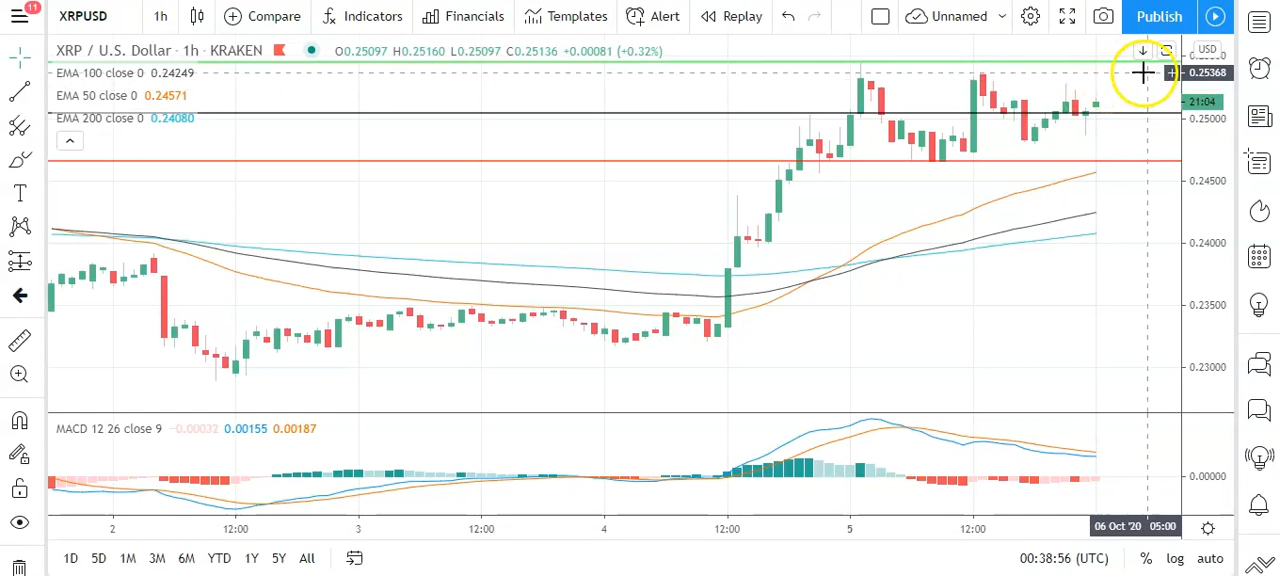 11
XRPUSD 1h Compare Indicators Financials Templates Alert Replay Unnamed Publish
XRP / U.S. Dollar · 1h · KRAKEN O0.25097 H0.25160 L0.25097 C0.25136 +0.00081 (+0.32%) USD
EMA 100 close 0 0.24249
0.25368
EMA 50 close 0 0.24571
21:04
EMA 200 close 0 0.24080
0.25000
0.24500
0.24000
0.23500
0.23000
MACD 12 26 close 9 -0.00032 0.00155 0.00187
0.00000
2 12:00 3 12:00 4 12:00 5 12:00 06 Oct '20 05:00
1D 5D 1M 3M 6M YTD 1Y 5Y All 00:38:56 (UTC) % log auto